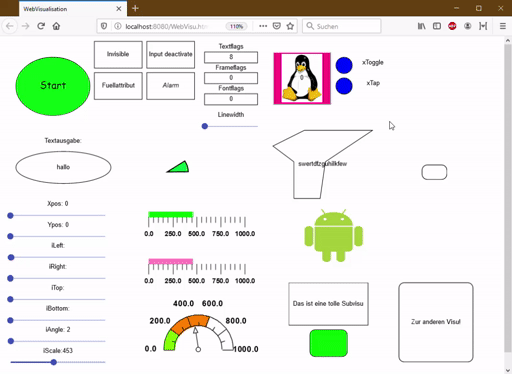 WebVisualisation
localhost:8080/WebVisu.h
110%
Suchen
Start
Invisible
Input deactivate
Fuellattribut
Alarm
Textflags
8
Frameflags
0
Fontflags
0
Linewidth
xToggle
xTap
Textausgabe:
hallo
swertdfzguhilkfew
Xpos: 0
Ypos: 0
iLeft:
iRight:
iTop:
iBottom:
iAngle: 2
iScale:453
0.0 250.0 500.0 750.0 1000.0
0.0 250.0 500.0 750.0 1000.0
0.0 200.0 400.0 600.0 800.0 1000.0
Das ist eine tolle Subvisu
Zur anderen Visu!